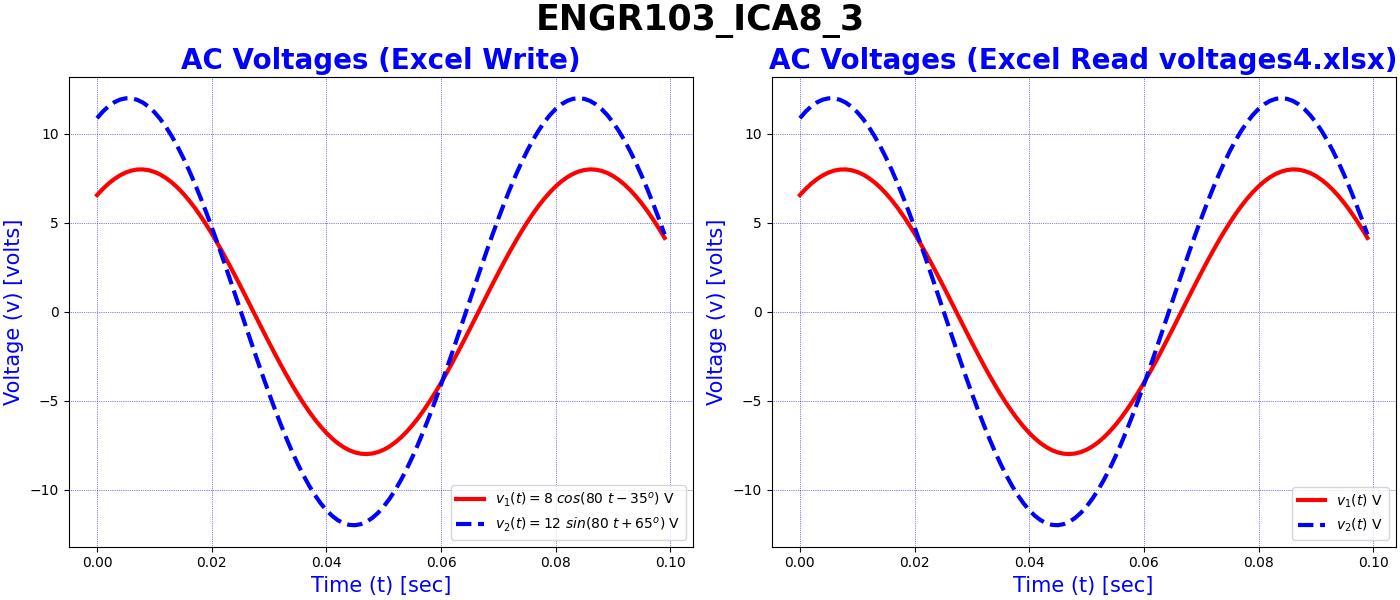 ENGR103_ICA8_3
AC Voltages (Excel Write)
Voltage (v) [volts]
10
5
0
−5
−10
0.00 0.02 0.04 0.06 0.08 0.10
Time (t) [sec]
v₁(t) = 8 cos(80 t − 35ᵒ) V
v₂(t) = 12 sin(80 t + 65ᵒ) V
AC Voltages (Excel Read voltages4.xlsx)
Voltage (v) [volts]
10
5
0
−5
−10
0.00 0.02 0.04 0.06 0.08 0.10
Time (t) [sec]
v₁(t) V
v₂(t) V